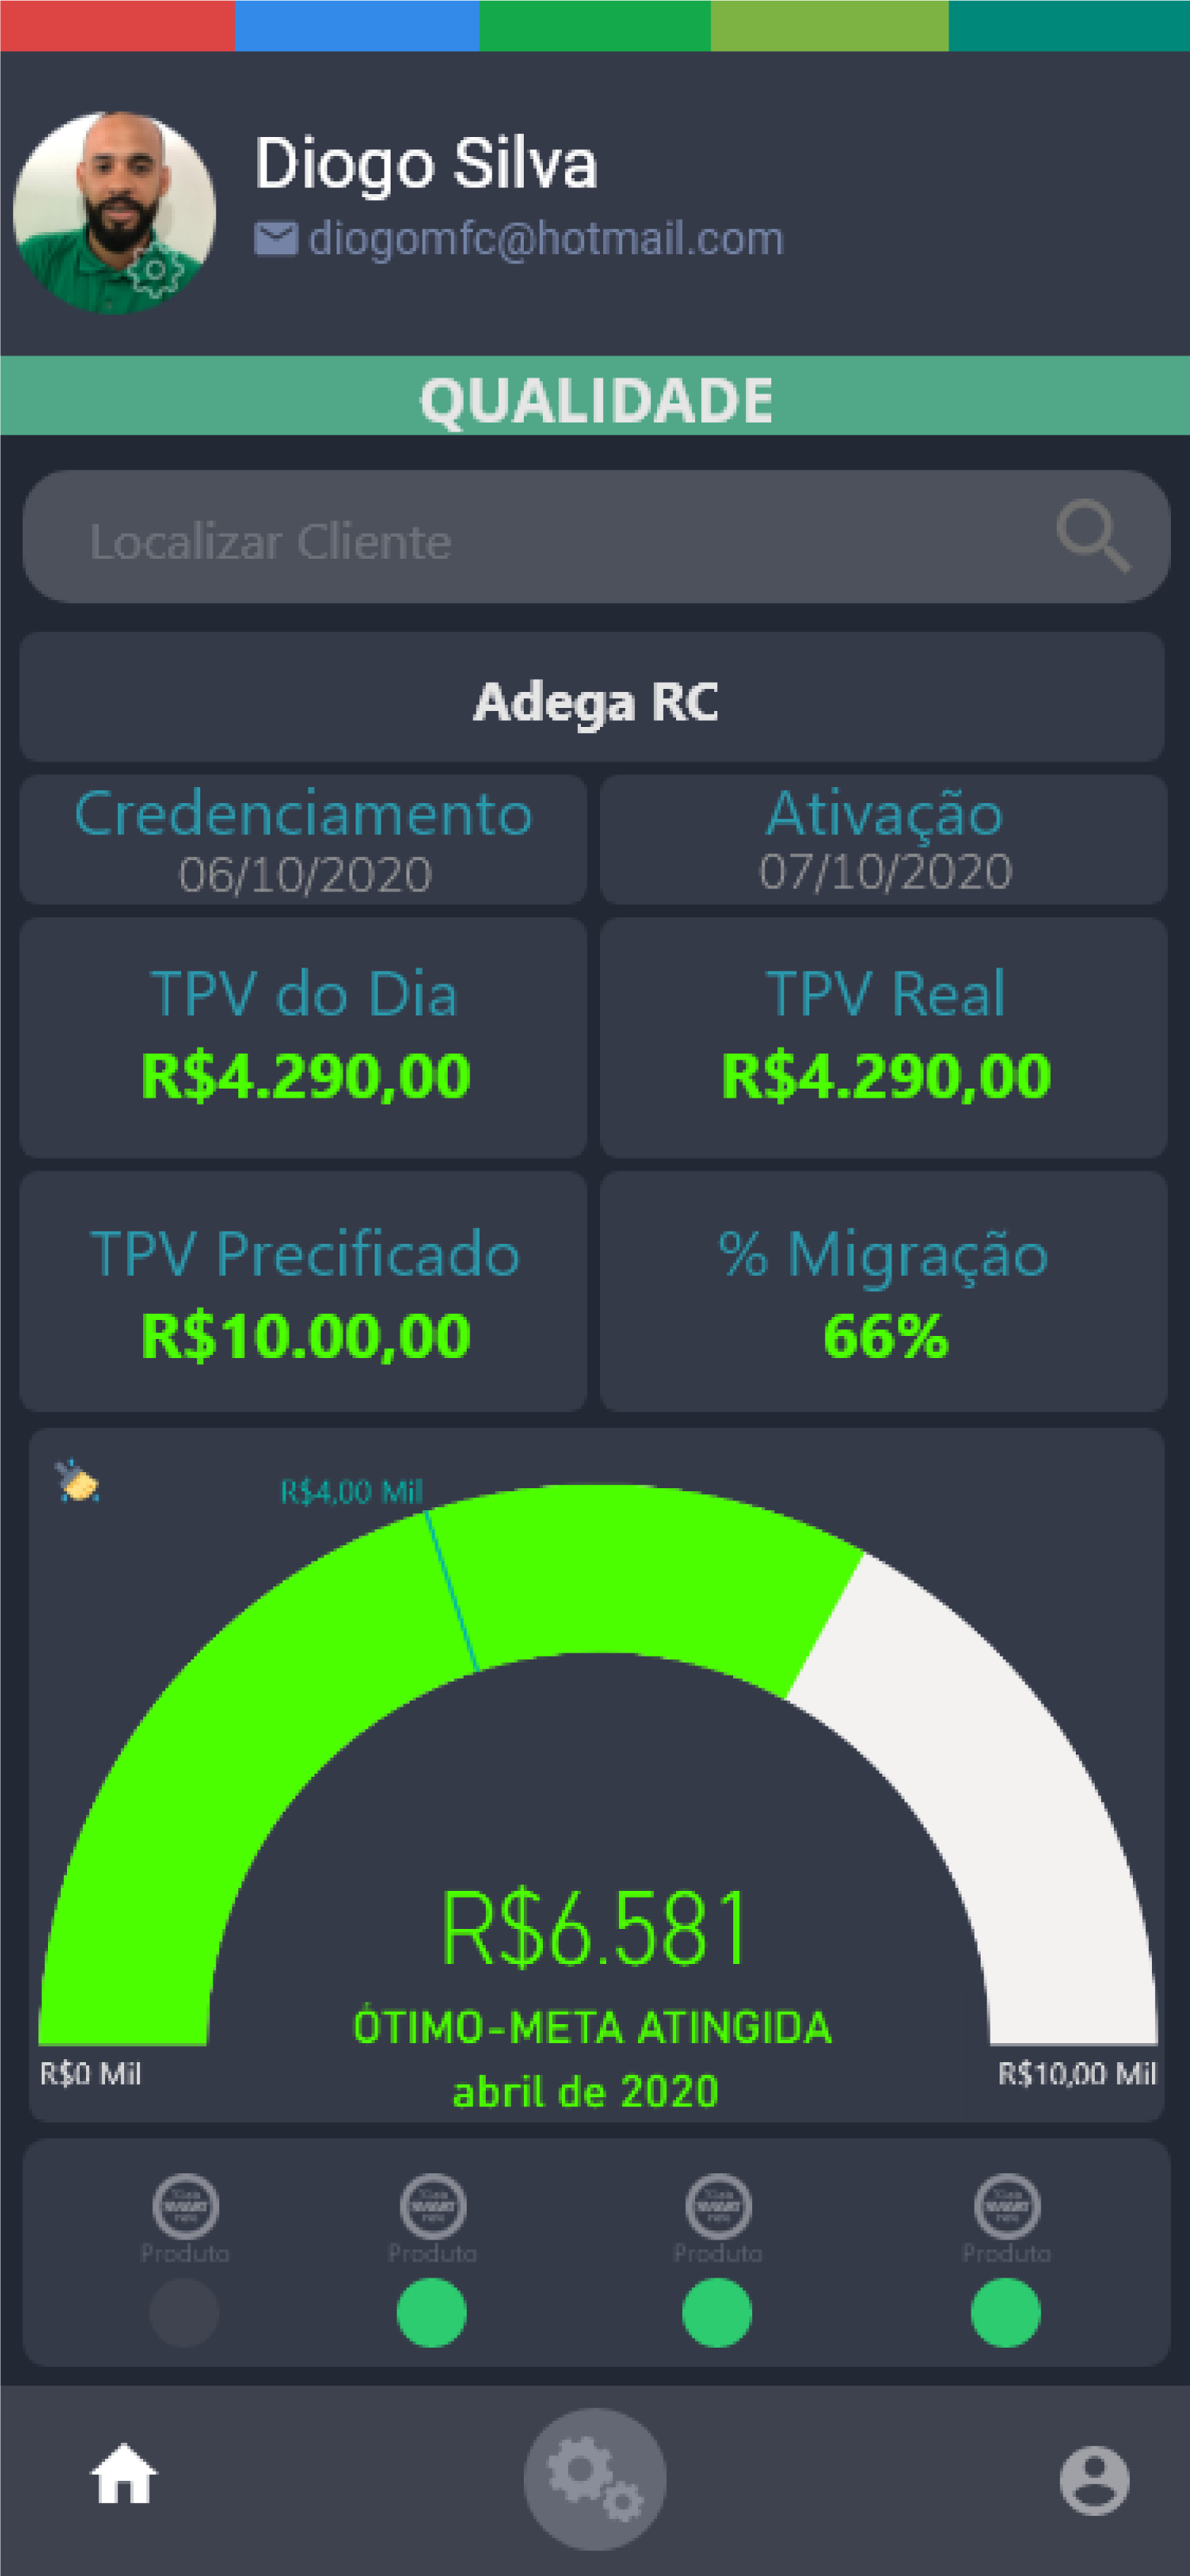 Diogo Silva
diogomfc@hotmail.com
QUALIDADE
Localizar Cliente
Adega RC
Credenciamento
06/10/2020
Ativação
07/10/2020
TPV do Dia
R$4.290,00
TPV Real
R$4.290,00
TPV Precificado
R$10.00,00
% Migração
66%
R$4,00 Mil
R$6.581
ÓTIMO-META ATINGIDA
abril de 2020
R$0 Mil
R$10,00 Mil
Produto
Produto
Produto
Produto